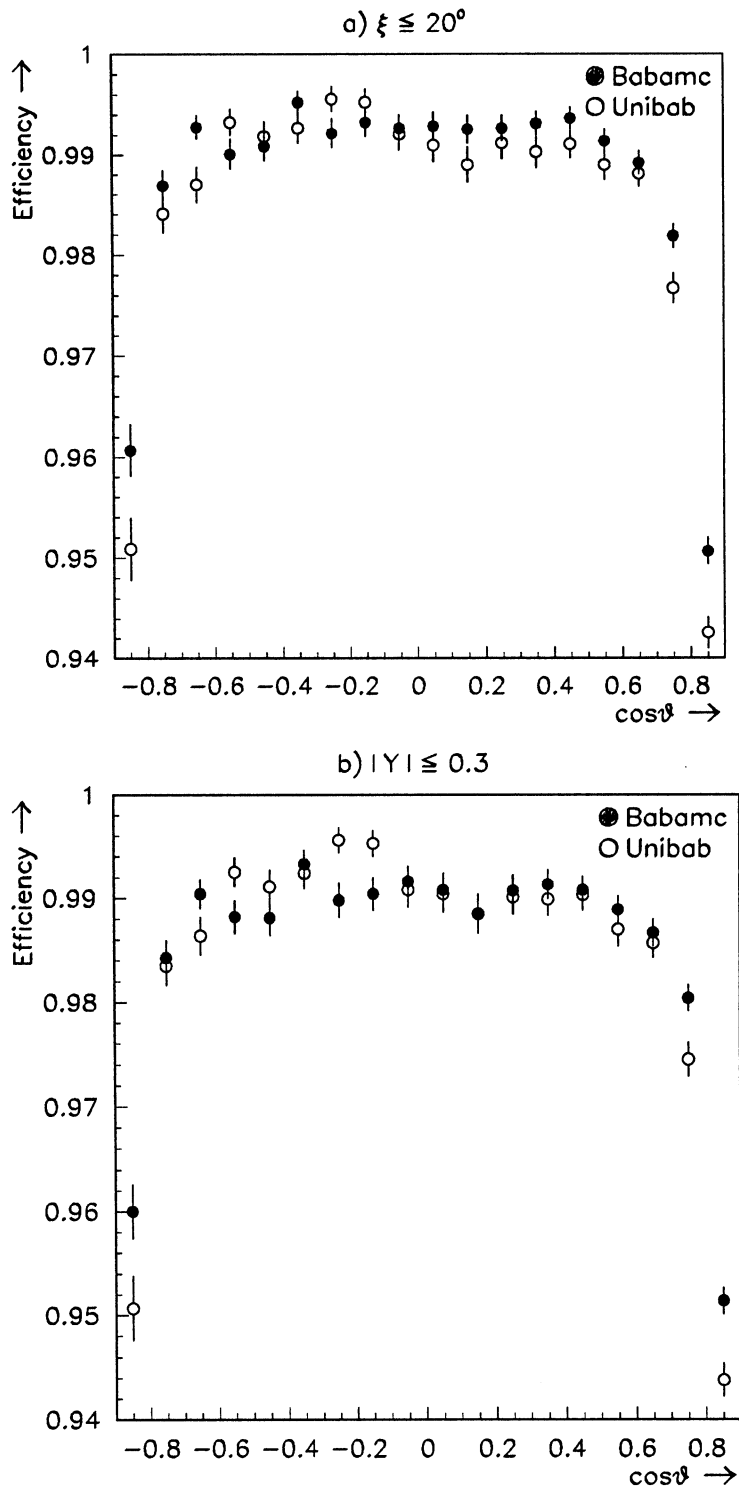 a) ξ ≦ 20°
Efficiency →
1
0.99
0.98
0.97
0.96
0.95
0.94
Babamc
Unibab
−0.8 −0.6 −0.4 −0.2 0 0.2 0.4 0.6 0.8
cosϑ →
b) |Y| ≦ 0.3
Efficiency →
1
0.99
0.98
0.97
0.96
0.95
0.94
Babamc
Unibab
−0.8 −0.6 −0.4 −0.2 0 0.2 0.4 0.6 0.8
cosϑ →